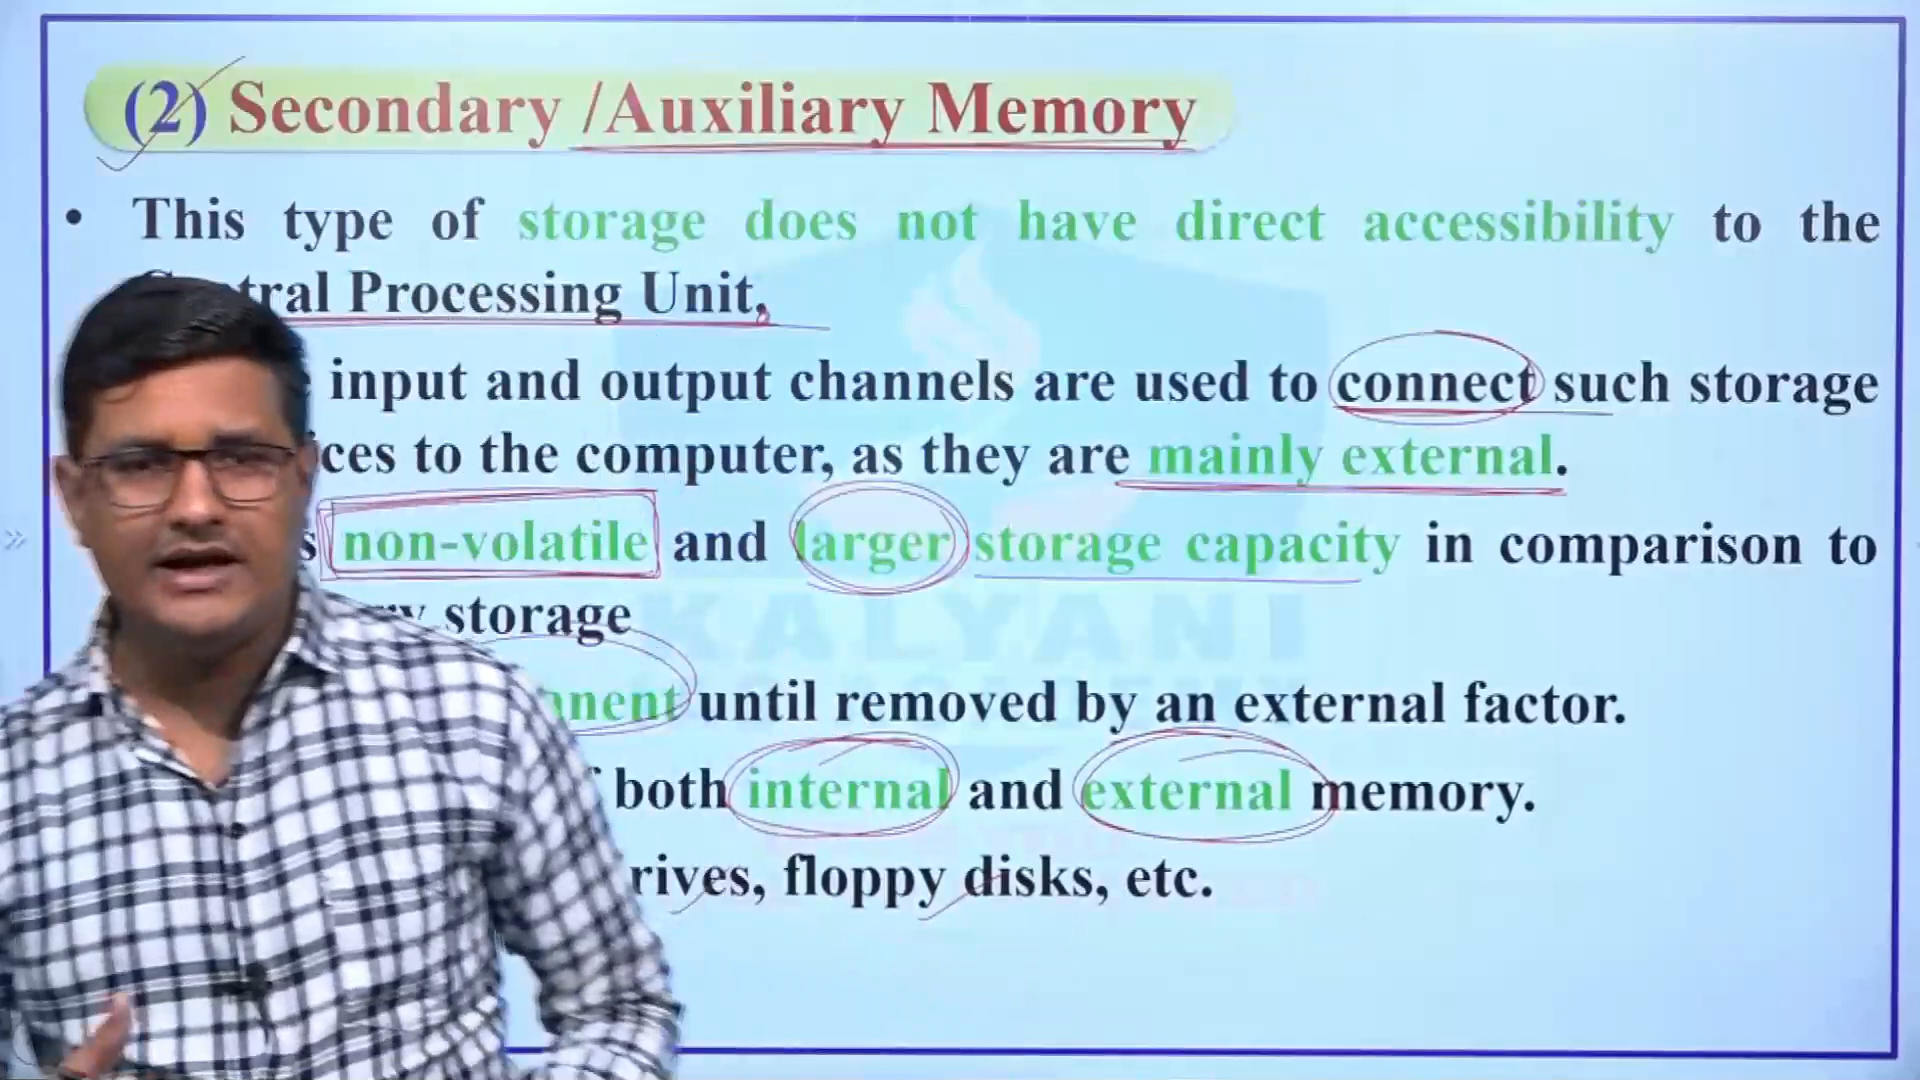 (2) Secondary /Auxiliary Memory
• This type of storage does not have direct accessibility to the
Central Processing Unit,
input and output channels are used to connect such storage
ces to the computer, as they are mainly external.
s non-volatile and larger storage capacity in comparison to
ry storage
nent until removed by an external factor.
f both internal and external memory.
rives, floppy disks, etc.
KALYANI